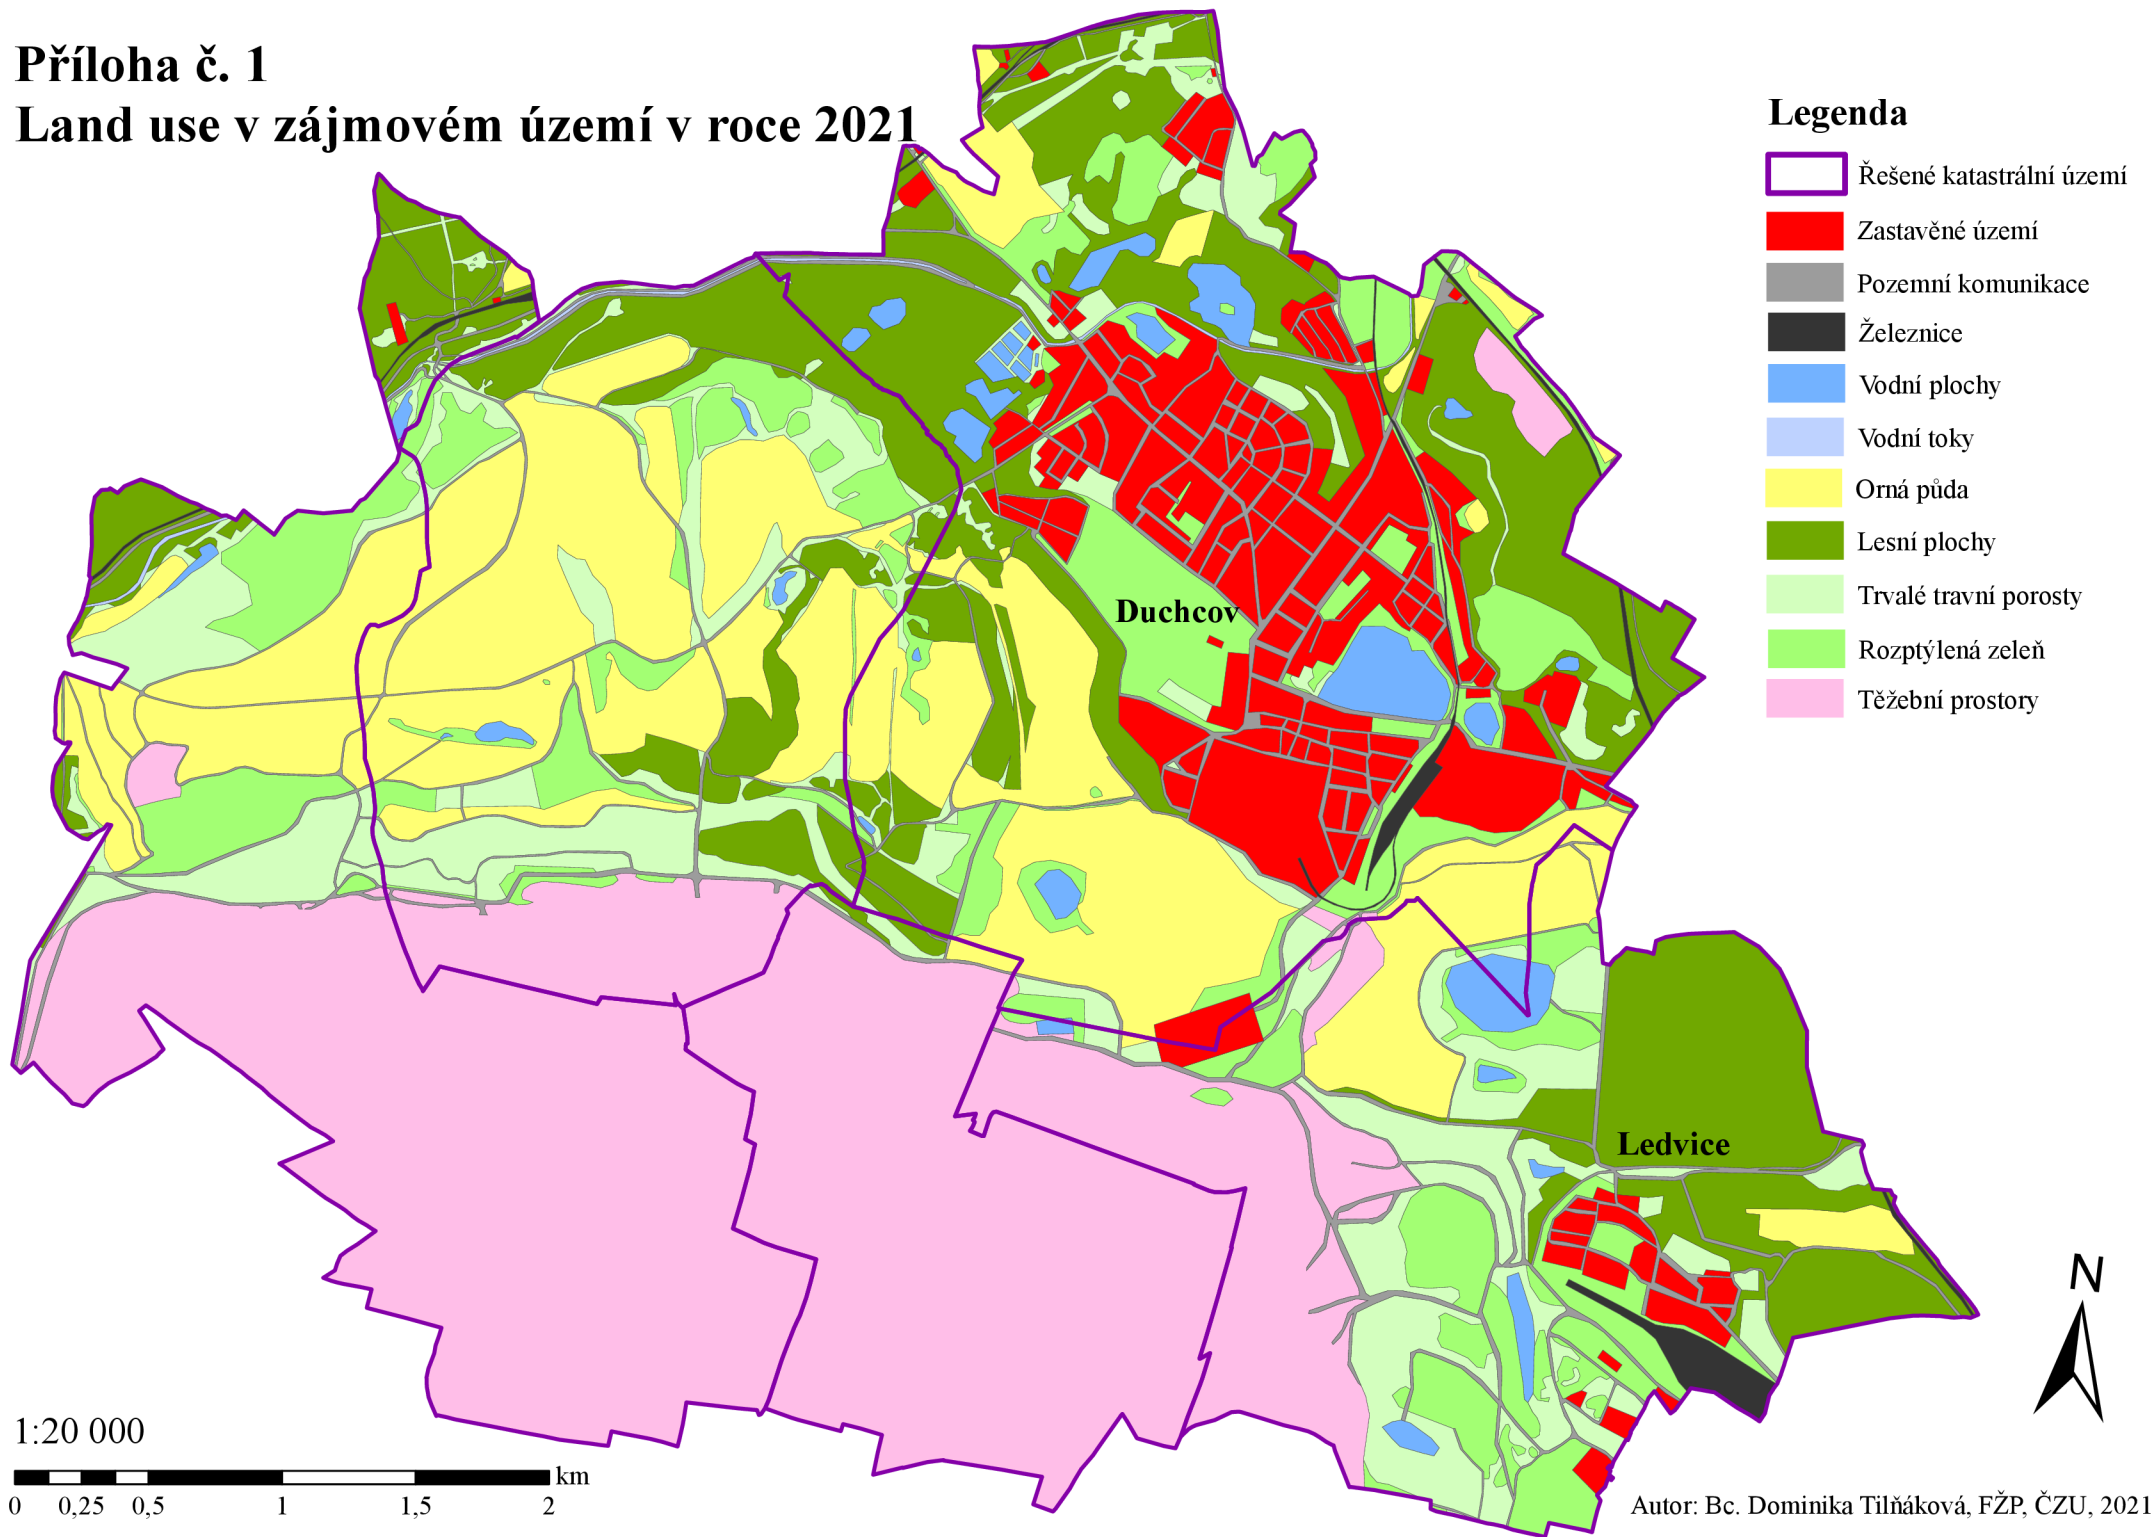 Příloha č. 1
Land use v zájmovém území v roce 2021
Legenda
Řešené katastrální území
Zastavěné území
Pozemní komunikace
Železnice
Vodní plochy
Vodní toky
Orná půda
Lesní plochy
Trvalé travní porosty
Rozptýlená zeleň
Těžební prostory
Duchcov
Ledvice
N
1:20 000
km
0 0,25 0,5 1 1,5 2
Autor: Bc. Dominika Tilňáková, FŽP, ČZU, 2021